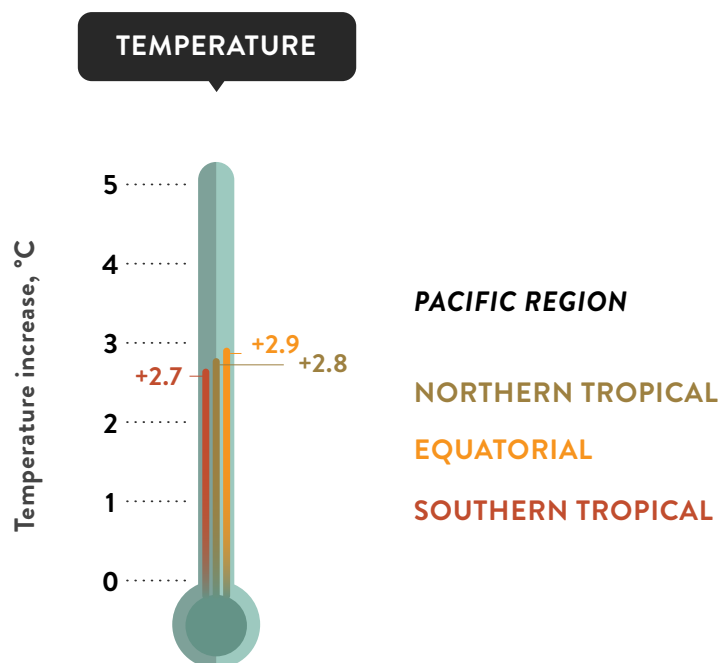 TEMPERATURE
Temperature increase, °C
5
4
3
2
1
0
+2.9
+2.8
+2.7
PACIFIC REGION
NORTHERN TROPICAL
EQUATORIAL
SOUTHERN TROPICAL